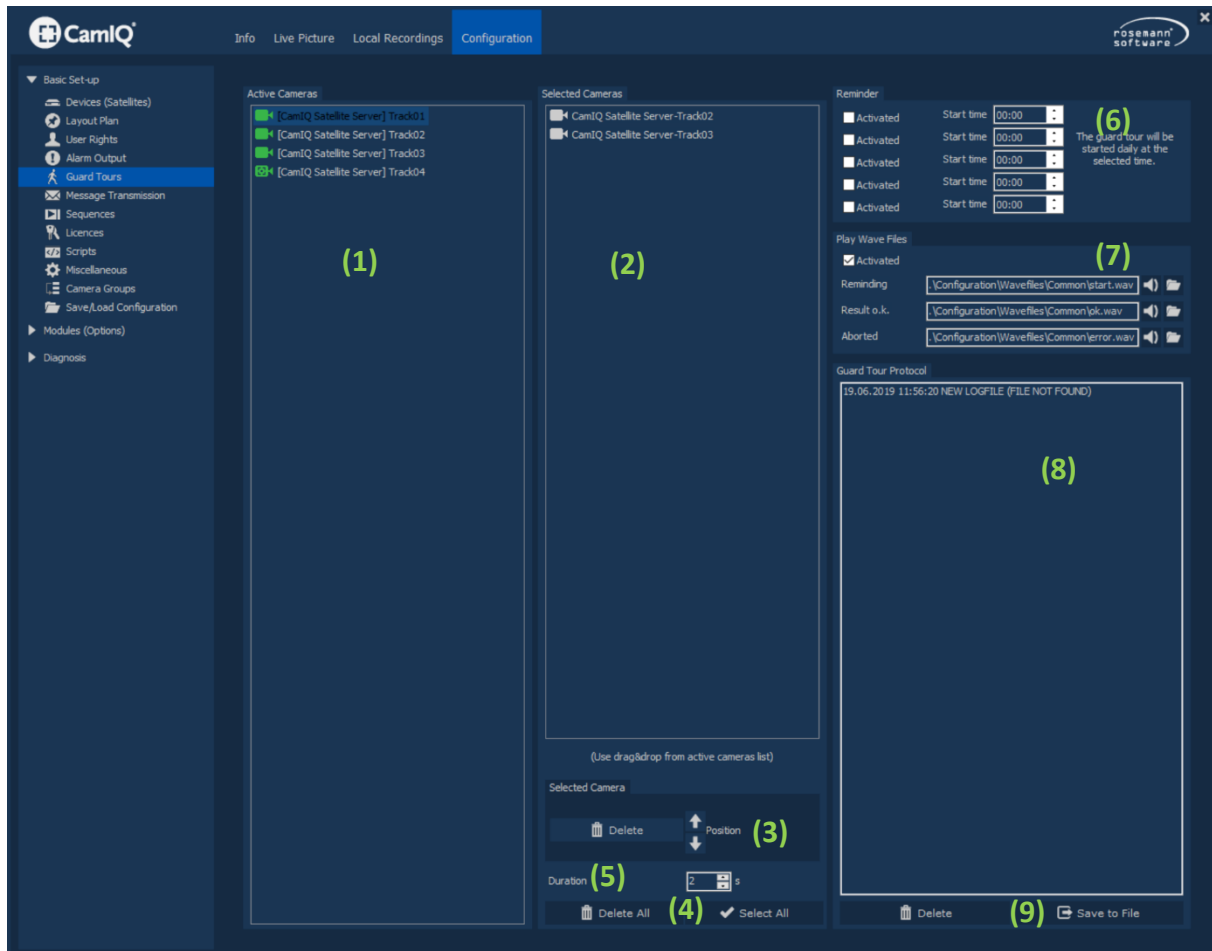 CamIQ®
Info Live Picture Local Recordings Configuration
rosemann®
software
Basic Set-up
Devices (Satellites)
Layout Plan
User Rights
Alarm Output
Guard Tours
Message Transmission
Sequences
Licences
Scripts
Miscellaneous
Camera Groups
Save/Load Configuration
Modules (Options)
Diagnosis
Active Cameras
[CamIQ Satellite Server] Track01
[CamIQ Satellite Server] Track02
[CamIQ Satellite Server] Track03
[CamIQ Satellite Server] Track04
(1)
Selected Cameras
CamIQ Satellite Server-Track02
CamIQ Satellite Server-Track03
(2)
(Use drag&drop from active cameras list)
Selected Camera
Delete
Position
(3)
Duration (5) 2 s
Delete All (4) Select All
Reminder
Activated Start time 00:00
Activated Start time 00:00
Activated Start time 00:00
Activated Start time 00:00
Activated Start time 00:00
(6)
The guard tour will be
started daily at the
selected time.
Play Wave Files
(7)
Activated
Reminding .\Configuration\Wavefiles\Common\start.wav
Result o.k. .\Configuration\Wavefiles\Common\ok.wav
Aborted .\Configuration\Wavefiles\Common\error.wav
Guard Tour Protocol
19.06.2019 11:56:20 NEW LOGFILE (FILE NOT FOUND)
(8)
Delete (9) Save to File